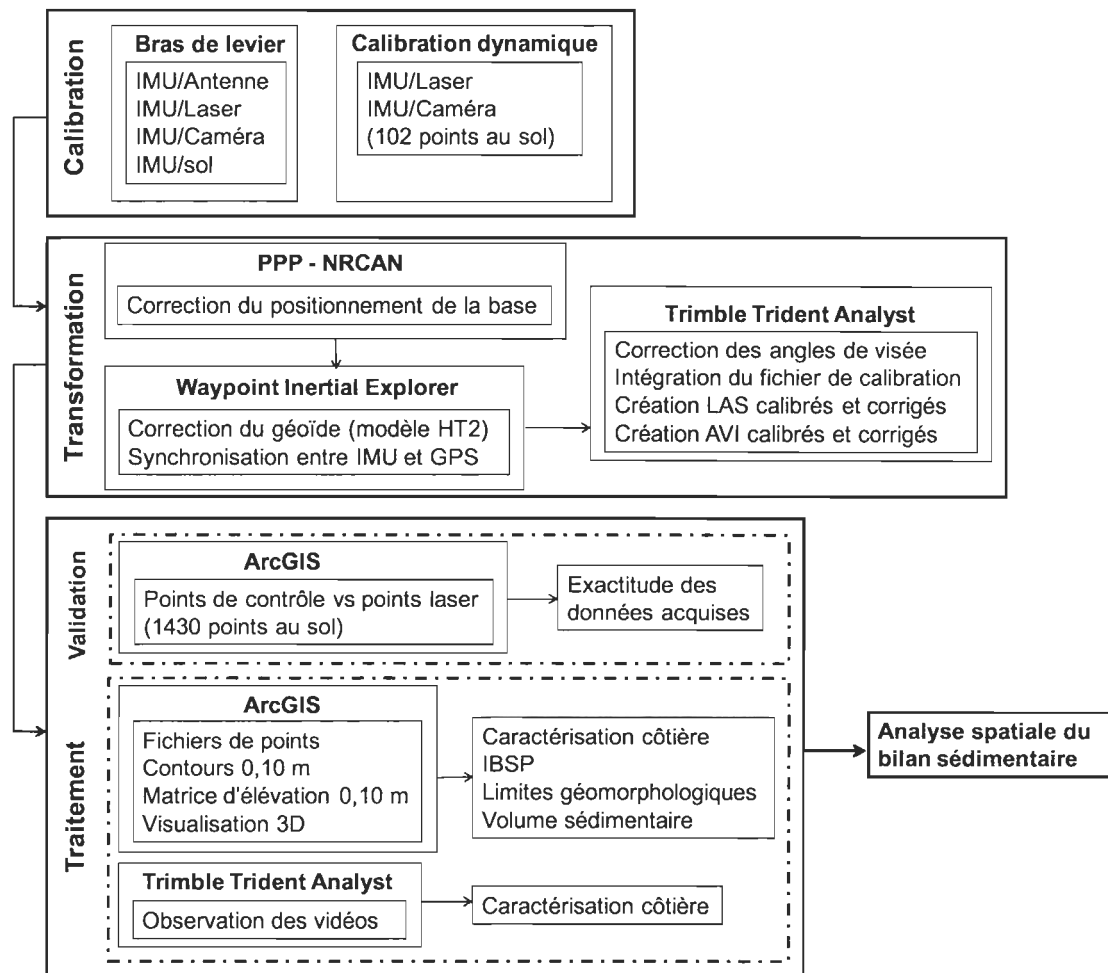 Calibration
Bras de levier
IMU/Antenne
IMU/Laser
IMU/Caméra
IMU/sol
Calibration dynamique
IMU/Laser
IMU/Caméra
(102 points au sol)
Transformation
PPP - NRCAN
Correction du positionnement de la base
Waypoint Inertial Explorer
Correction du géoïde (modèle HT2)
Synchronisation entre IMU et GPS
Trimble Trident Analyst
Correction des angles de visée
Intégration du fichier de calibration
Création LAS calibrés et corrigés
Création AVI calibrés et corrigés
Validation
ArcGIS
Points de contrôle vs points laser
(1430 points au sol)
Exactitude des
données acquises
Traitement
ArcGIS
Fichiers de points
Contours 0,10 m
Matrice d'élévation 0,10 m
Visualisation 3D
Caractérisation côtière
IBSP
Limites géomorphologiques
Volume sédimentaire
Trimble Trident Analyst
Observation des vidéos
Caractérisation côtière
Analyse spatiale du
bilan sédimentaire